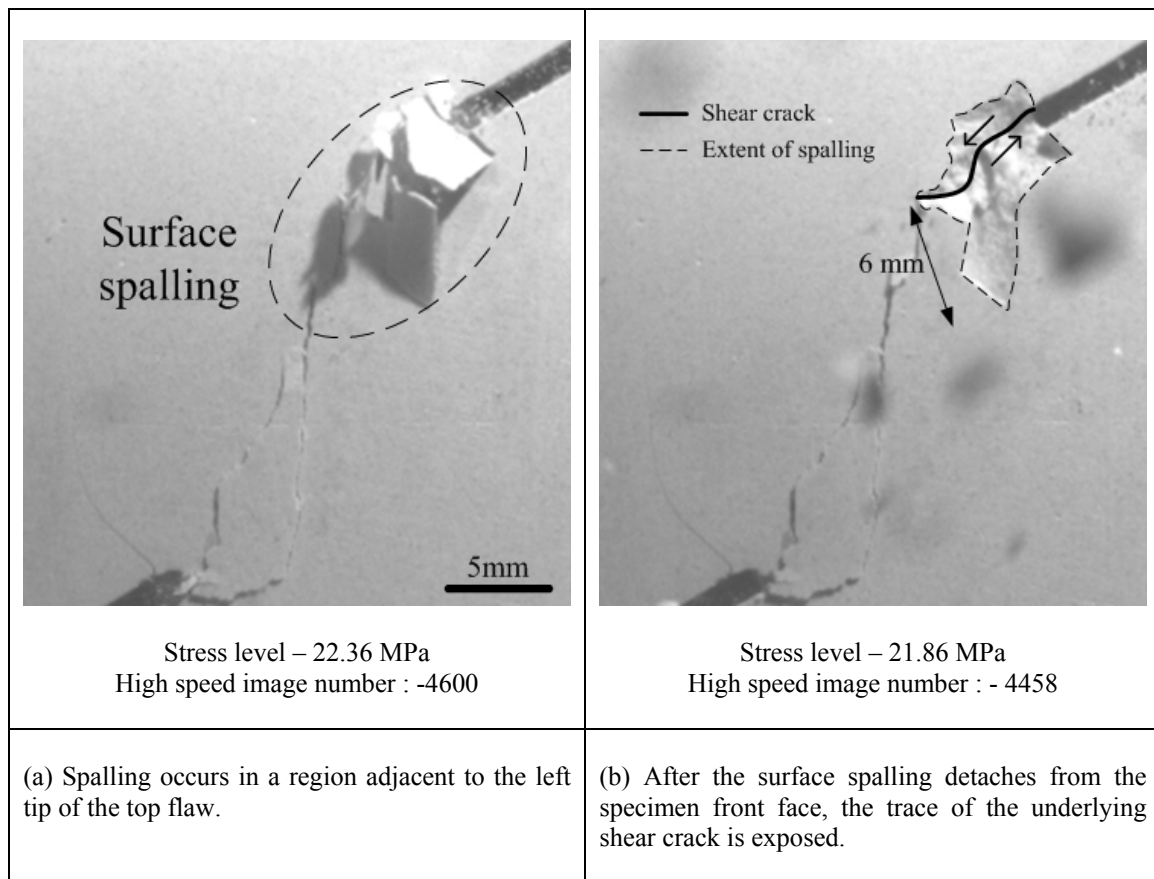 Surface
spalling
5mm
Shear crack
Extent of spalling
6 mm
Stress level – 22.36 MPa
High speed image number : -4600
Stress level – 21.86 MPa
High speed image number : - 4458
(a) Spalling occurs in a region adjacent to the left
tip of the top flaw.
(b) After the surface spalling detaches from the
specimen front face, the trace of the underlying
shear crack is exposed.